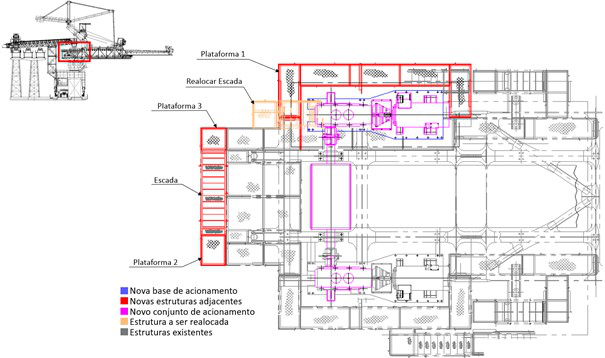 Plataforma 1
Realocar Escada
Plataforma 3
Escada
Plataforma 2
Nova base de acionamento
Novas estruturas adjacentes
Novo conjunto de acionamento
Estrutura a ser realocada
Estruturas existentes